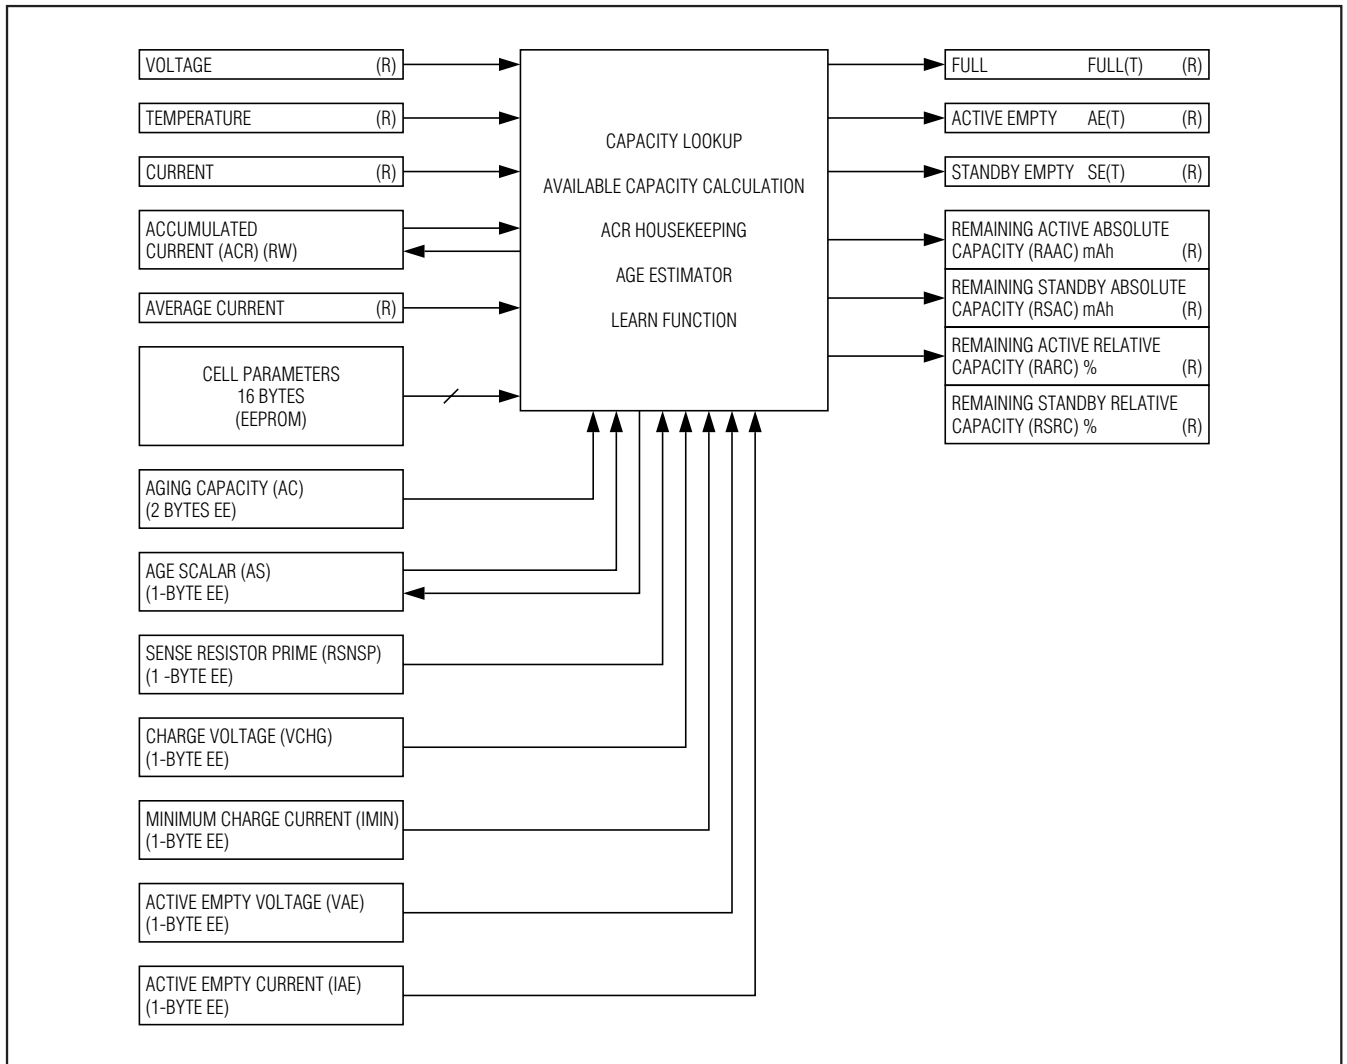 VOLTAGE (R)
TEMPERATURE (R)
CURRENT (R)
ACCUMULATED
CURRENT (ACR) (RW)
AVERAGE CURRENT (R)
CELL PARAMETERS
16 BYTES
(EEPROM)
AGING CAPACITY (AC)
(2 BYTES EE)
AGE SCALAR (AS)
(1-BYTE EE)
SENSE RESISTOR PRIME (RSNSP)
(1 -BYTE EE)
CHARGE VOLTAGE (VCHG)
(1-BYTE EE)
MINIMUM CHARGE CURRENT (IMIN)
(1-BYTE EE)
ACTIVE EMPTY VOLTAGE (VAE)
(1-BYTE EE)
ACTIVE EMPTY CURRENT (IAE)
(1-BYTE EE)
CAPACITY LOOKUP
AVAILABLE CAPACITY CALCULATION
ACR HOUSEKEEPING
AGE ESTIMATOR
LEARN FUNCTION
FULL FULL(T) (R)
ACTIVE EMPTY AE(T) (R)
STANDBY EMPTY SE(T) (R)
REMAINING ACTIVE ABSOLUTE
CAPACITY (RAAC) mAh (R)
REMAINING STANDBY ABSOLUTE
CAPACITY (RSAC) mAh (R)
REMAINING ACTIVE RELATIVE
CAPACITY (RARC) % (R)
REMAINING STANDBY RELATIVE
CAPACITY (RSRC) % (R)